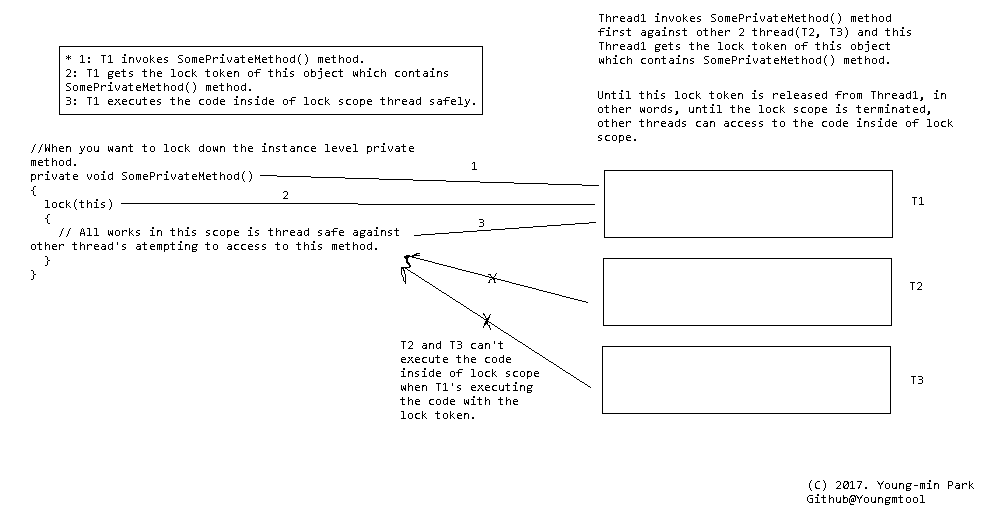 Thread1 invokes SomePrivateMethod() method
first against other 2 thread(T2, T3) and this
Thread1 gets the lock token of this object
which contains SomePrivateMethod() method.
Until this lock token is released from Thread1, in
other words, until the lock scope is terminated,
other threads can access to the code inside of lock
scope.
* 1: T1 invokes SomePrivateMethod() method.
2: T1 gets the lock token of this object which contains
SomePrivateMethod() method.
3: T1 executes the code inside of lock scope thread safely.
//When you want to lock down the instance level private
method.
private void SomePrivateMethod()
{
lock(this)
{
// All works in this scope is thread safe against
other thread's atempting to access to this method.
}
}
1
2
3
T1
T2
T3
X
X
T2 and T3 can't
execute the code
inside of lock scope
when T1's executing
the code with the
lock token.
(C) 2017. Young-min Park
Github@Youngmtool